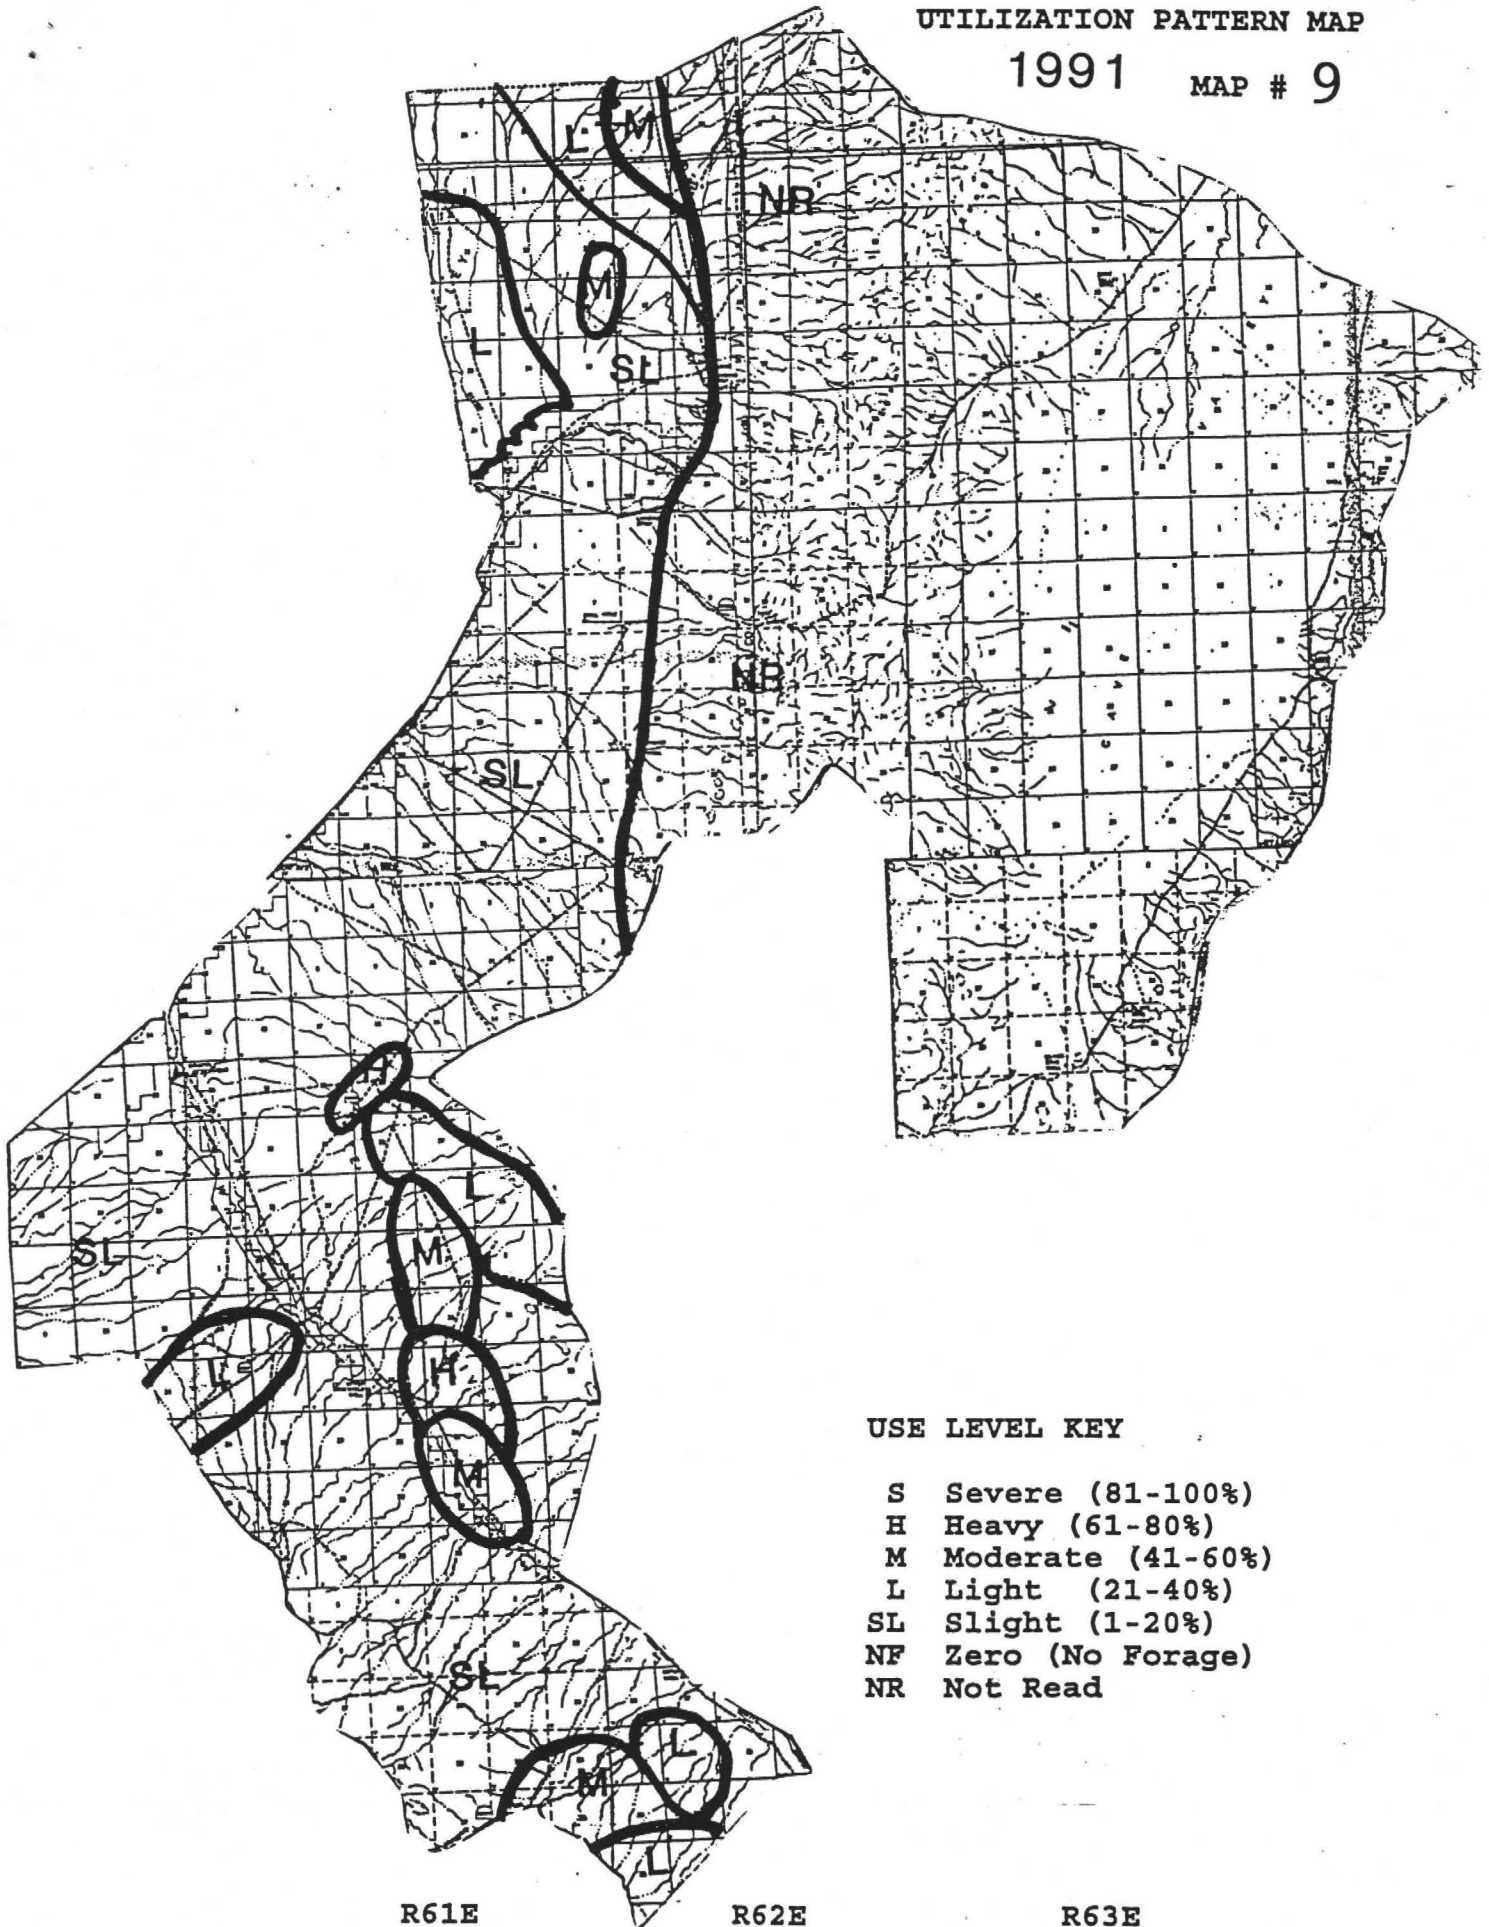 UTILIZATION PATTERN MAP
1991 MAP # 9
L M
NR
M
L
SL
NR
SL
H
L
M
SL
L
H
M
SL
L
M
L
USE LEVEL KEY
S Severe (81-100%)
H Heavy (61-80%)
M Moderate (41-60%)
L Light (21-40%)
SL Slight (1-20%)
NF Zero (No Forage)
NR Not Read
R61E R62E R63E